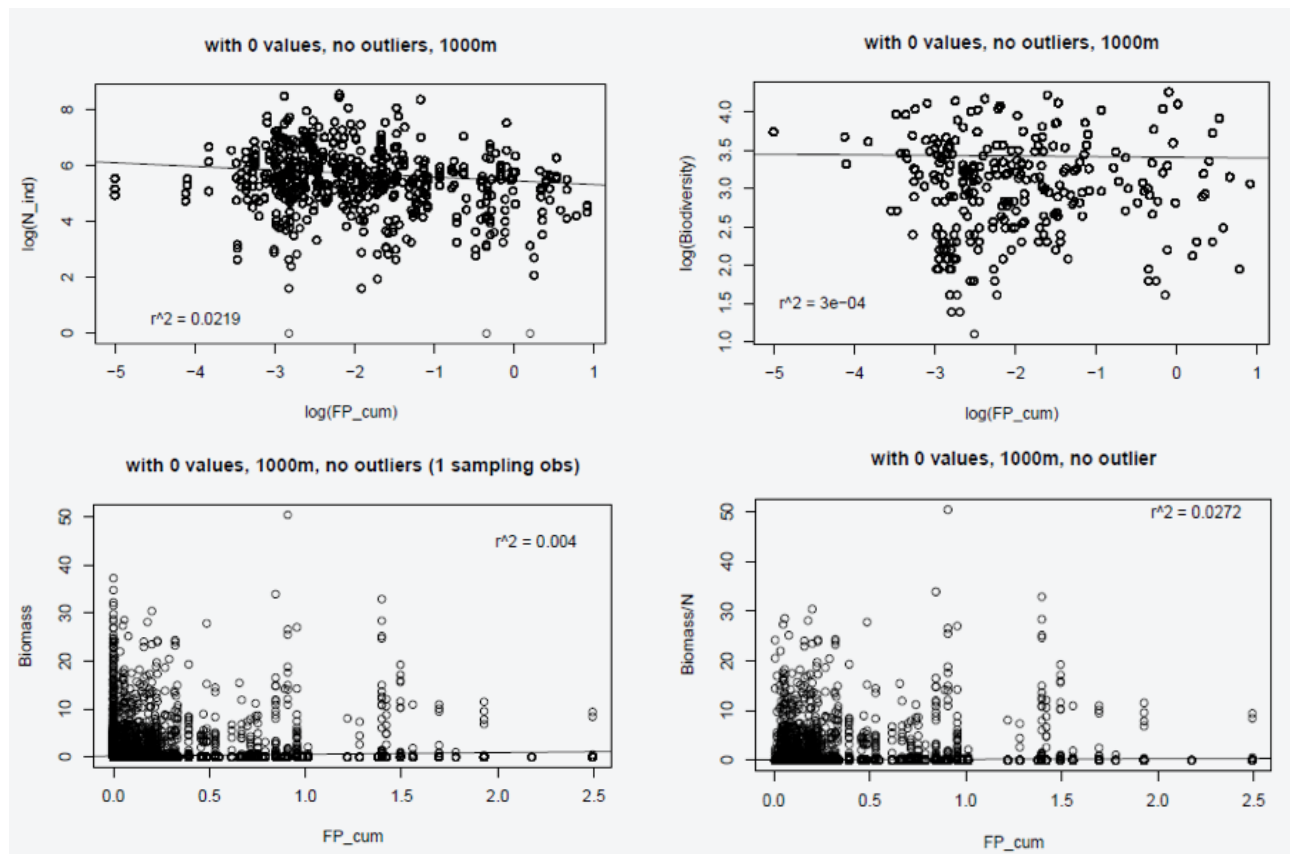 with 0 values, no outliers, 1000m
log(N_ind)
8
6
4
2
0
r^2 = 0.0219
−5 −4 −3 −2 −1 0 1
log(FP_cum)
with 0 values, no outliers, 1000m
log(Biodiversity)
4.0
3.5
3.0
2.5
2.0
1.5
1.0
r^2 = 3e−04
−5 −4 −3 −2 −1 0 1
log(FP_cum)
with 0 values, 1000m, no outliers (1 sampling obs)
Biomass
50
40
30
20
10
0
r^2 = 0.004
0.0 0.5 1.0 1.5 2.0 2.5
FP_cum
with 0 values, 1000m, no outlier
Biomass/N
50
40
30
20
10
0
r^2 = 0.0272
0.0 0.5 1.0 1.5 2.0 2.5
FP_cum